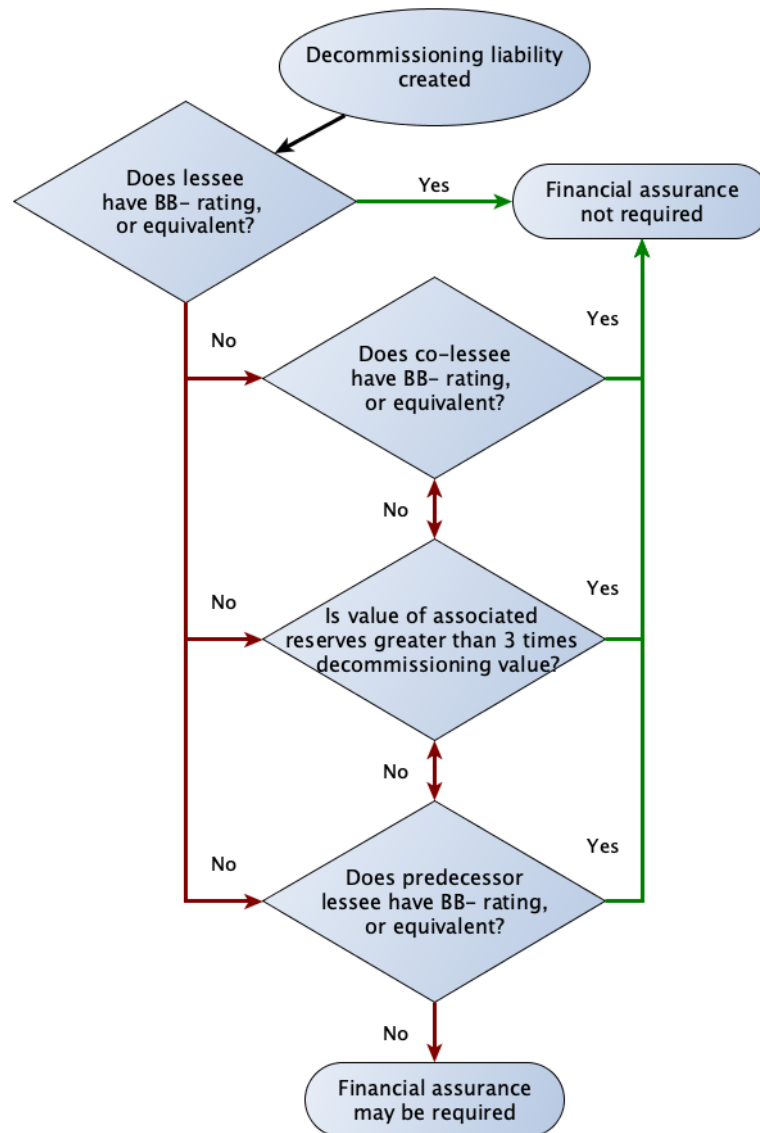 Decommissioning liability
created
Does lessee
have BB– rating,
or equivalent?
Yes
Financial assurance
not required
No
Does co-lessee
have BB– rating,
or equivalent?
Yes
No
No
Is value of associated
reserves greater than 3 times
decommissioning value?
Yes
No
No
Does predecessor
lessee have BB– rating,
or equivalent?
Yes
No
Financial assurance
may be required